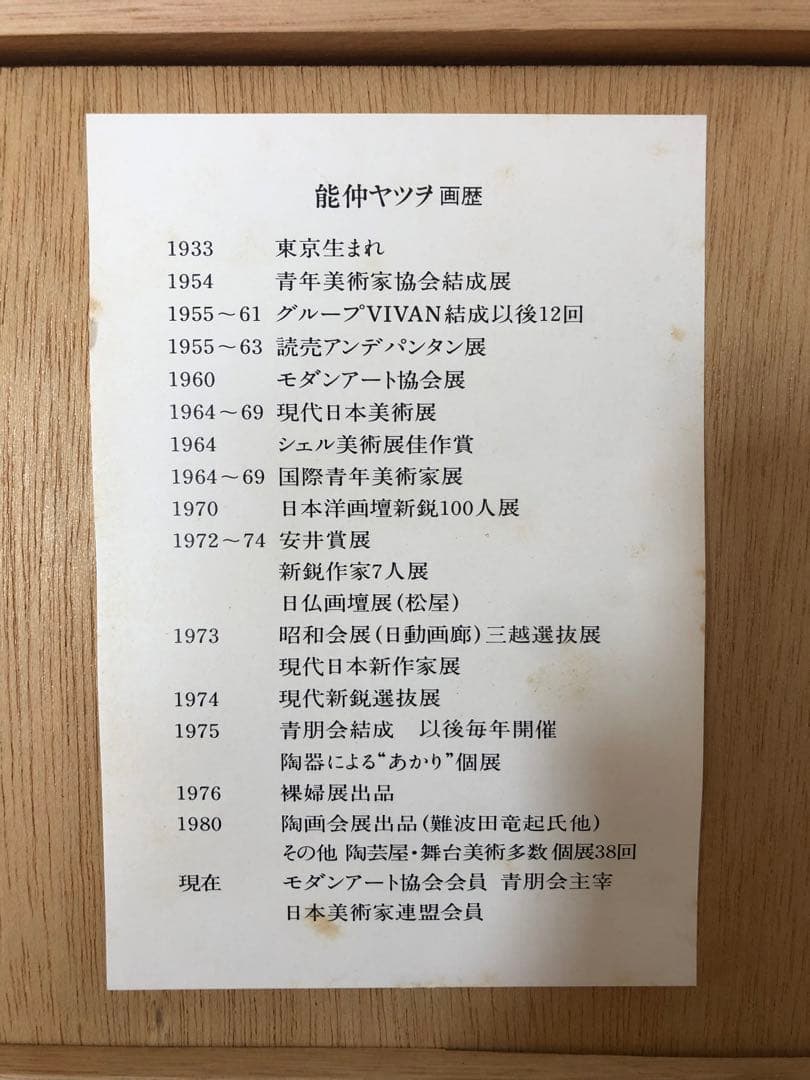 能仲ヤツヲ 画歴
1933 東京生まれ
1954 青年美術家協会結成展
1955～61 グループVIVAN結成以後12回
1955～63 読売アンデパンタン展
1960 モダンアート協会展
1964～69 現代日本美術展
1964 シェル美術展佳作賞
1964～69 国際青年美術家展
1970 日本洋画壇新鋭100人展
1972～74 安井賞展
新鋭作家7人展
日仏画壇展(松屋)
1973 昭和会展(日動画廊)三越選抜展
現代日本新作家展
1974 現代新鋭選抜展
1975 青朋会結成 以後毎年開催
陶器による“あかり”個展
1976 裸婦展出品
1980 陶画会展出品(難波田竜起氏他)
その他 陶芸屋・舞台美術多数 個展38回
現在 モダンアート協会会員 青朋会主宰
日本美術家連盟会員